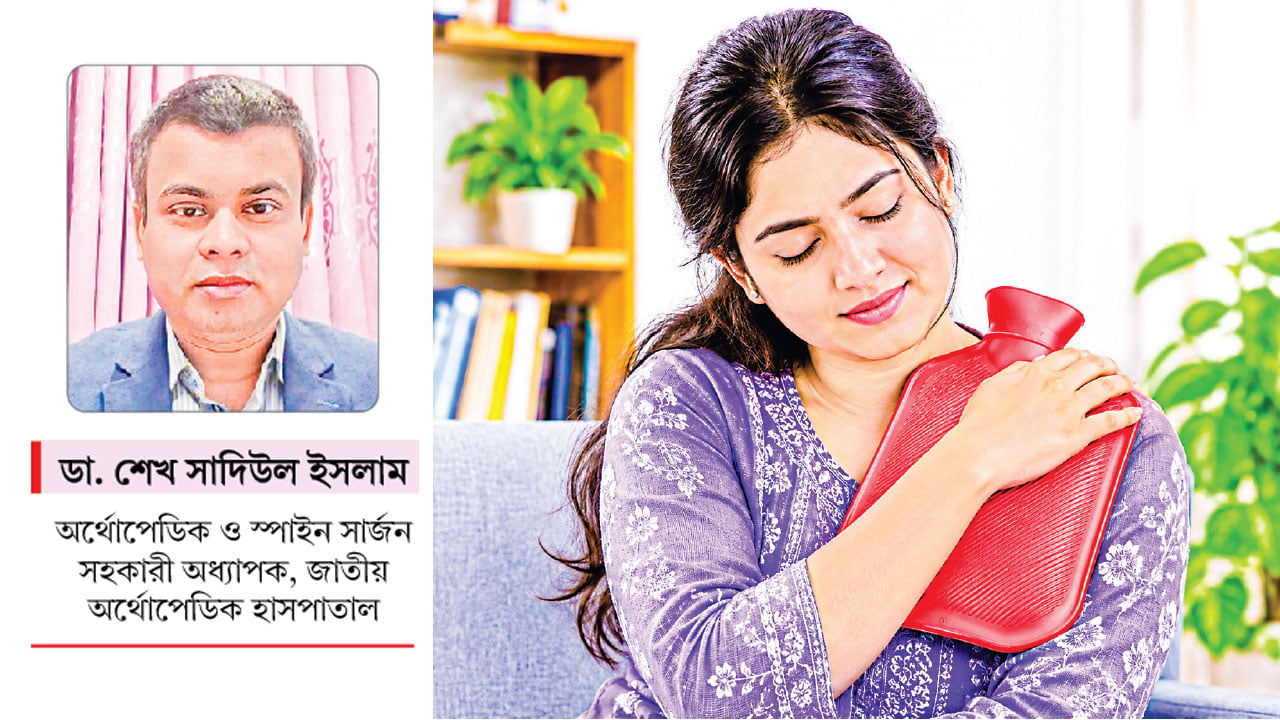 ডা. শেখ সাদিউল ইসলাম
অর্থোপেডিক ও স্পাইন সার্জন
সহকারী অধ্যাপক, জাতীয়
অর্থোপেডিক হাসপাতাল